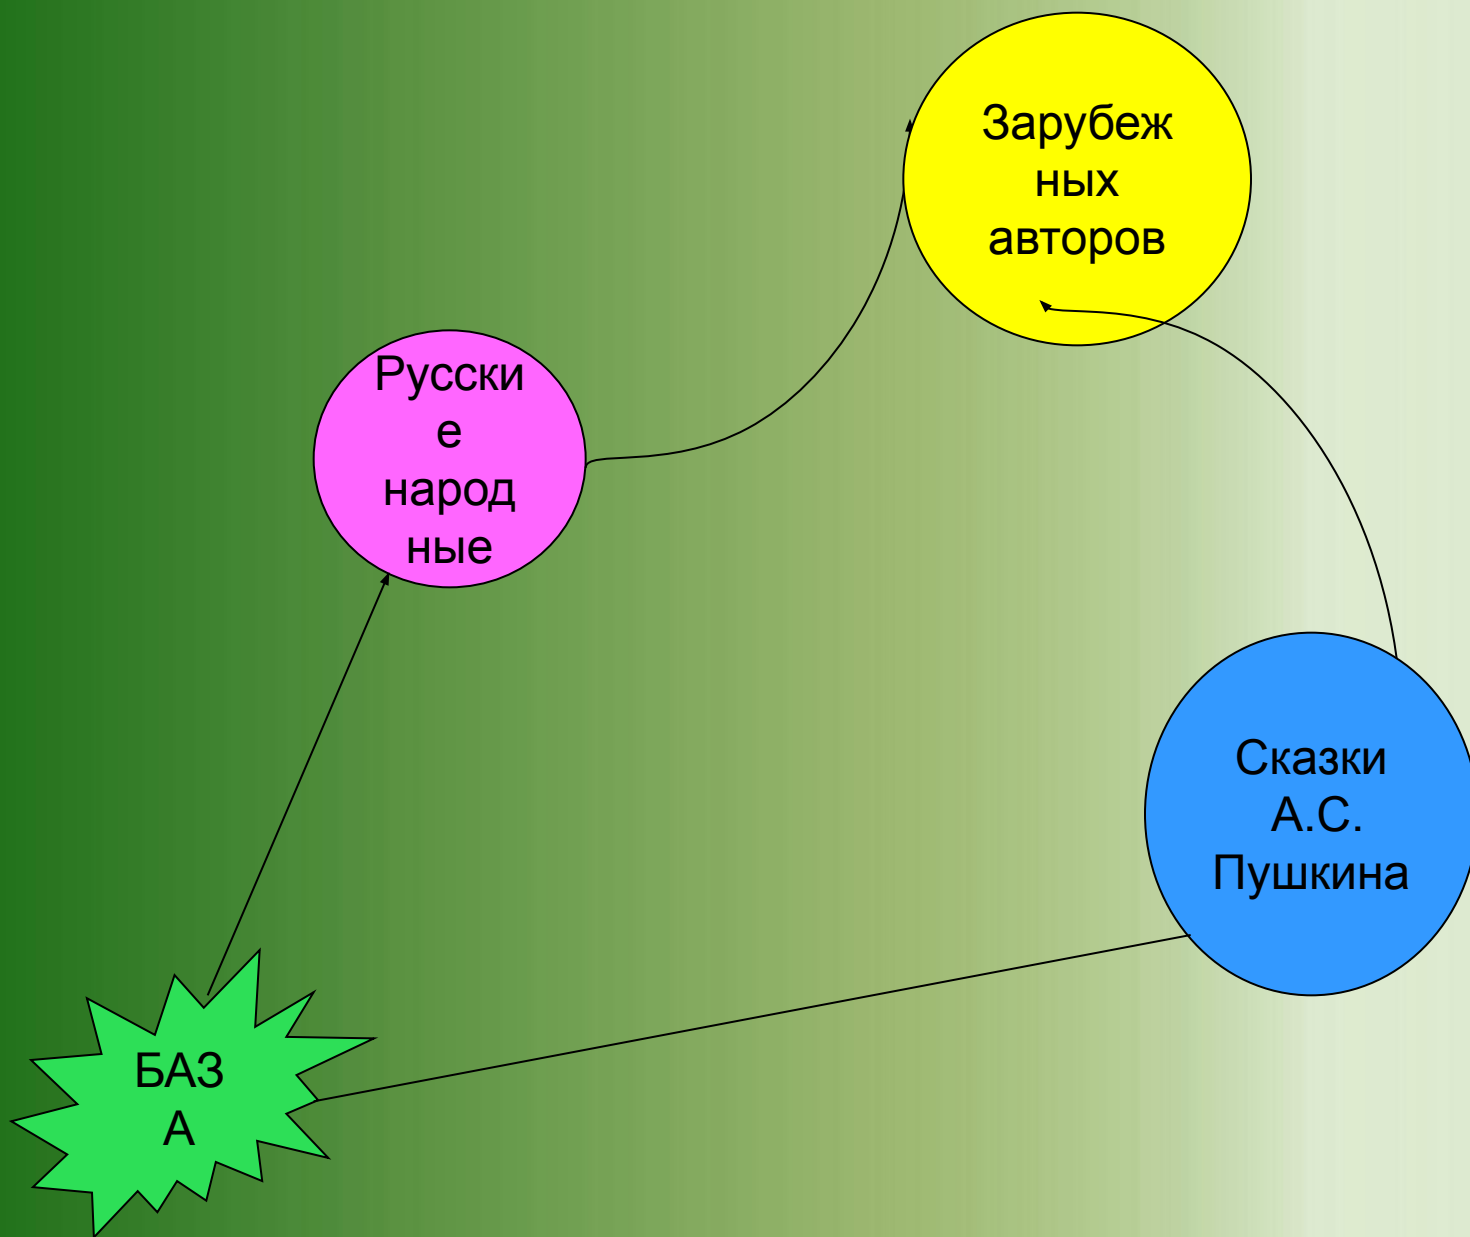 Зарубеж
ных
авторов
Русски
е
народ
ные
Сказки
А.С.
Пушкина
БАЗ
А